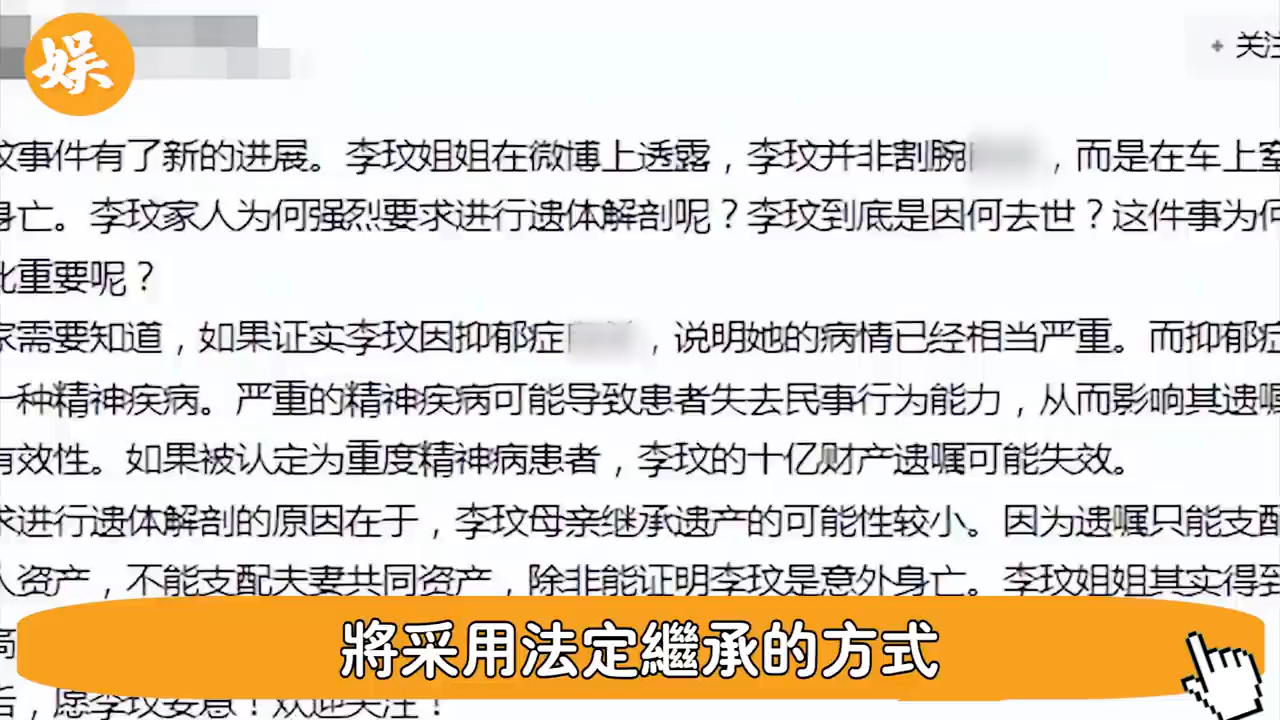 娱
+ 关注
事件有了新的进展。李玟姐姐在微博上透露，李玟并非割腕，而是在车上窒
身亡。李玟家人为何强烈要求进行遗体解剖呢？李玟到底是因何去世？这件事为何
此重要呢？
家需要知道，如果证实李玟因抑郁症，说明她的病情已经相当严重。而抑郁症
一种精神疾病。严重的精神疾病可能导致患者失去民事行为能力，从而影响其遗嘱
有效性。如果被认定为重度精神病患者，李玟的十亿财产遗嘱可能失效。
求进行遗体解剖的原因在于，李玟母亲继承遗产的可能性较小。因为遗嘱只能支配
人资产，不能支配夫妻共同资产，除非能证明李玟是意外身亡。李玟姐姐其实得到
將采用法定繼承的方式
，愿李玟安息！欢迎关注！